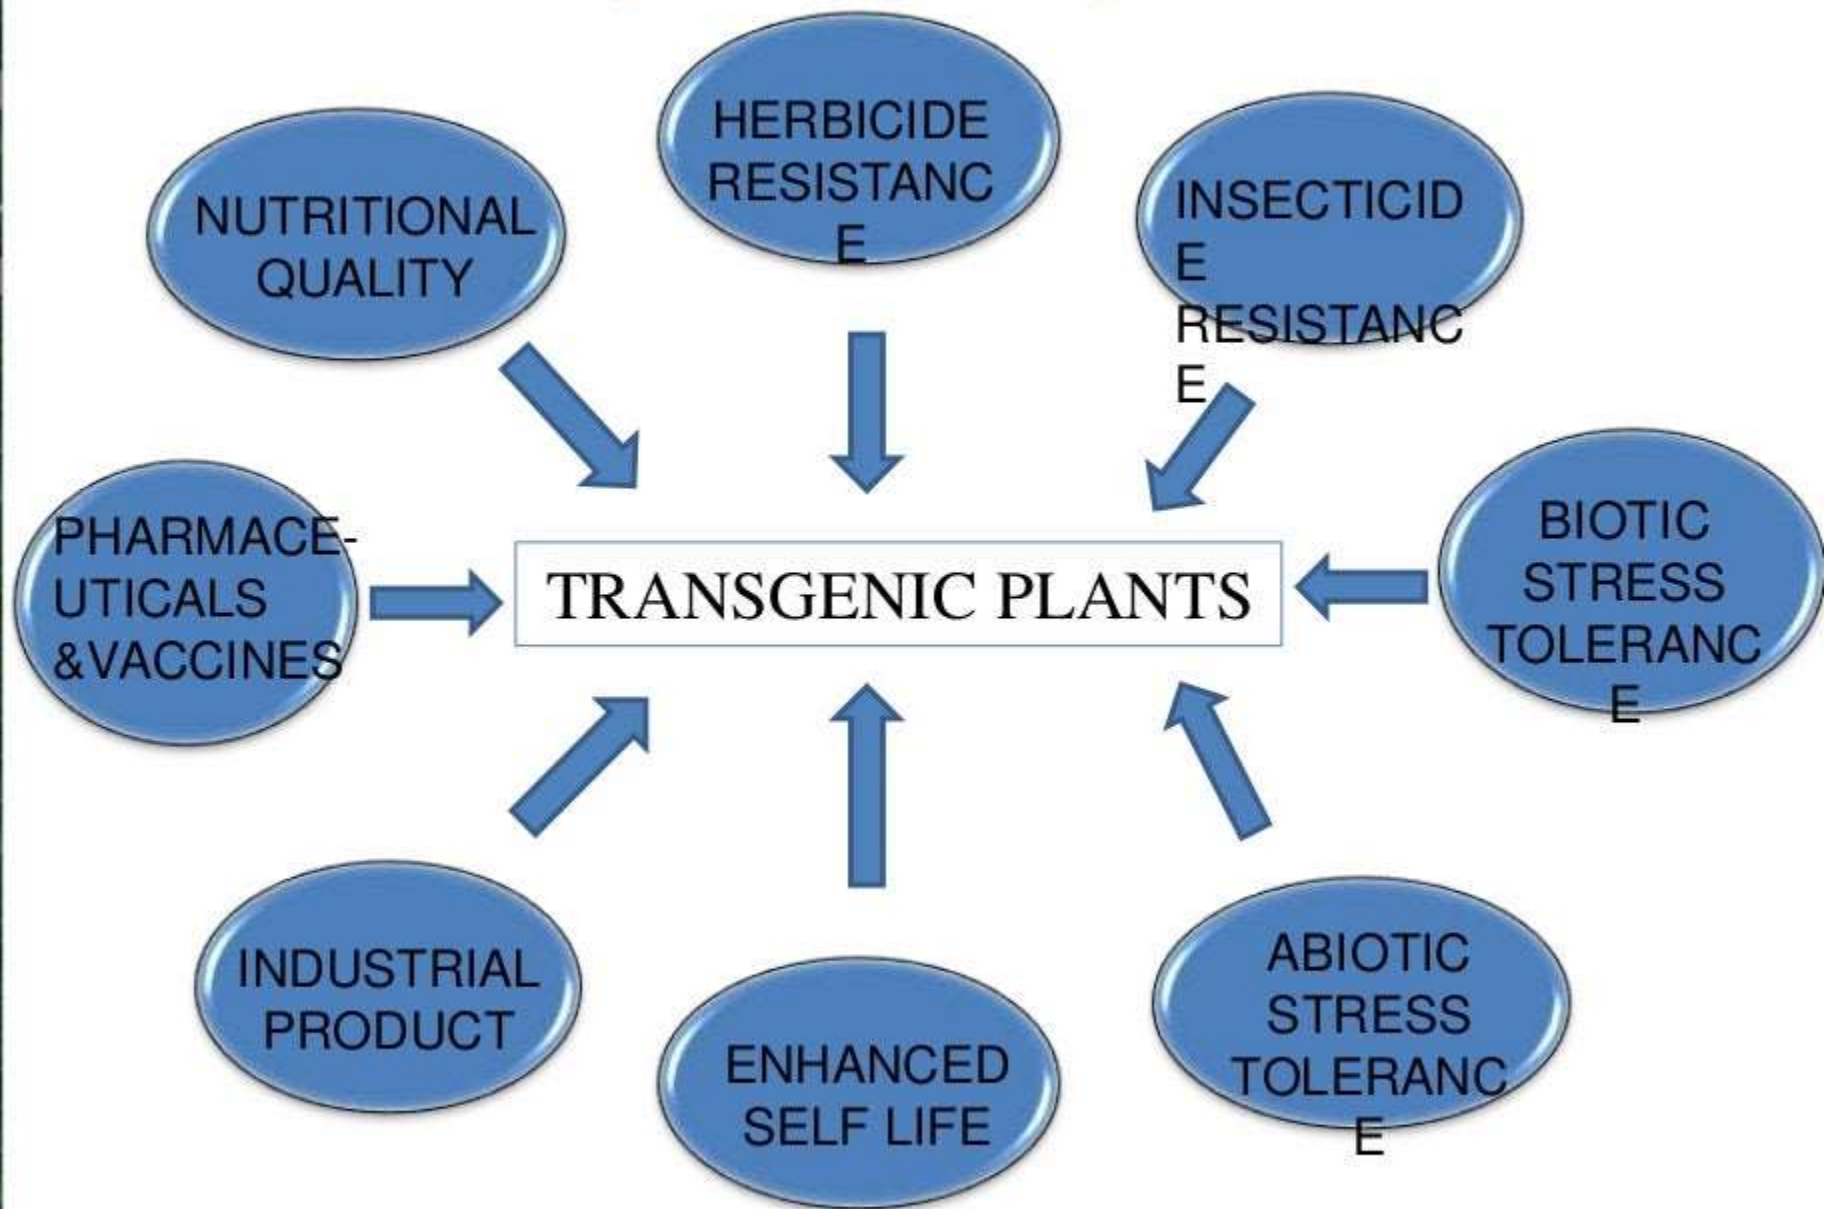 HERBICIDE
RESISTANC
E
NUTRITIONAL
QUALITY
INSECTICID
E
RESISTANC
E
PHARMACE-
UTICALS
&VACCINES
TRANSGENIC PLANTS
BIOTIC
STRESS
TOLERANC
E
INDUSTRIAL
PRODUCT
ENHANCED
SELF LIFE
ABIOTIC
STRESS
TOLERANC
E